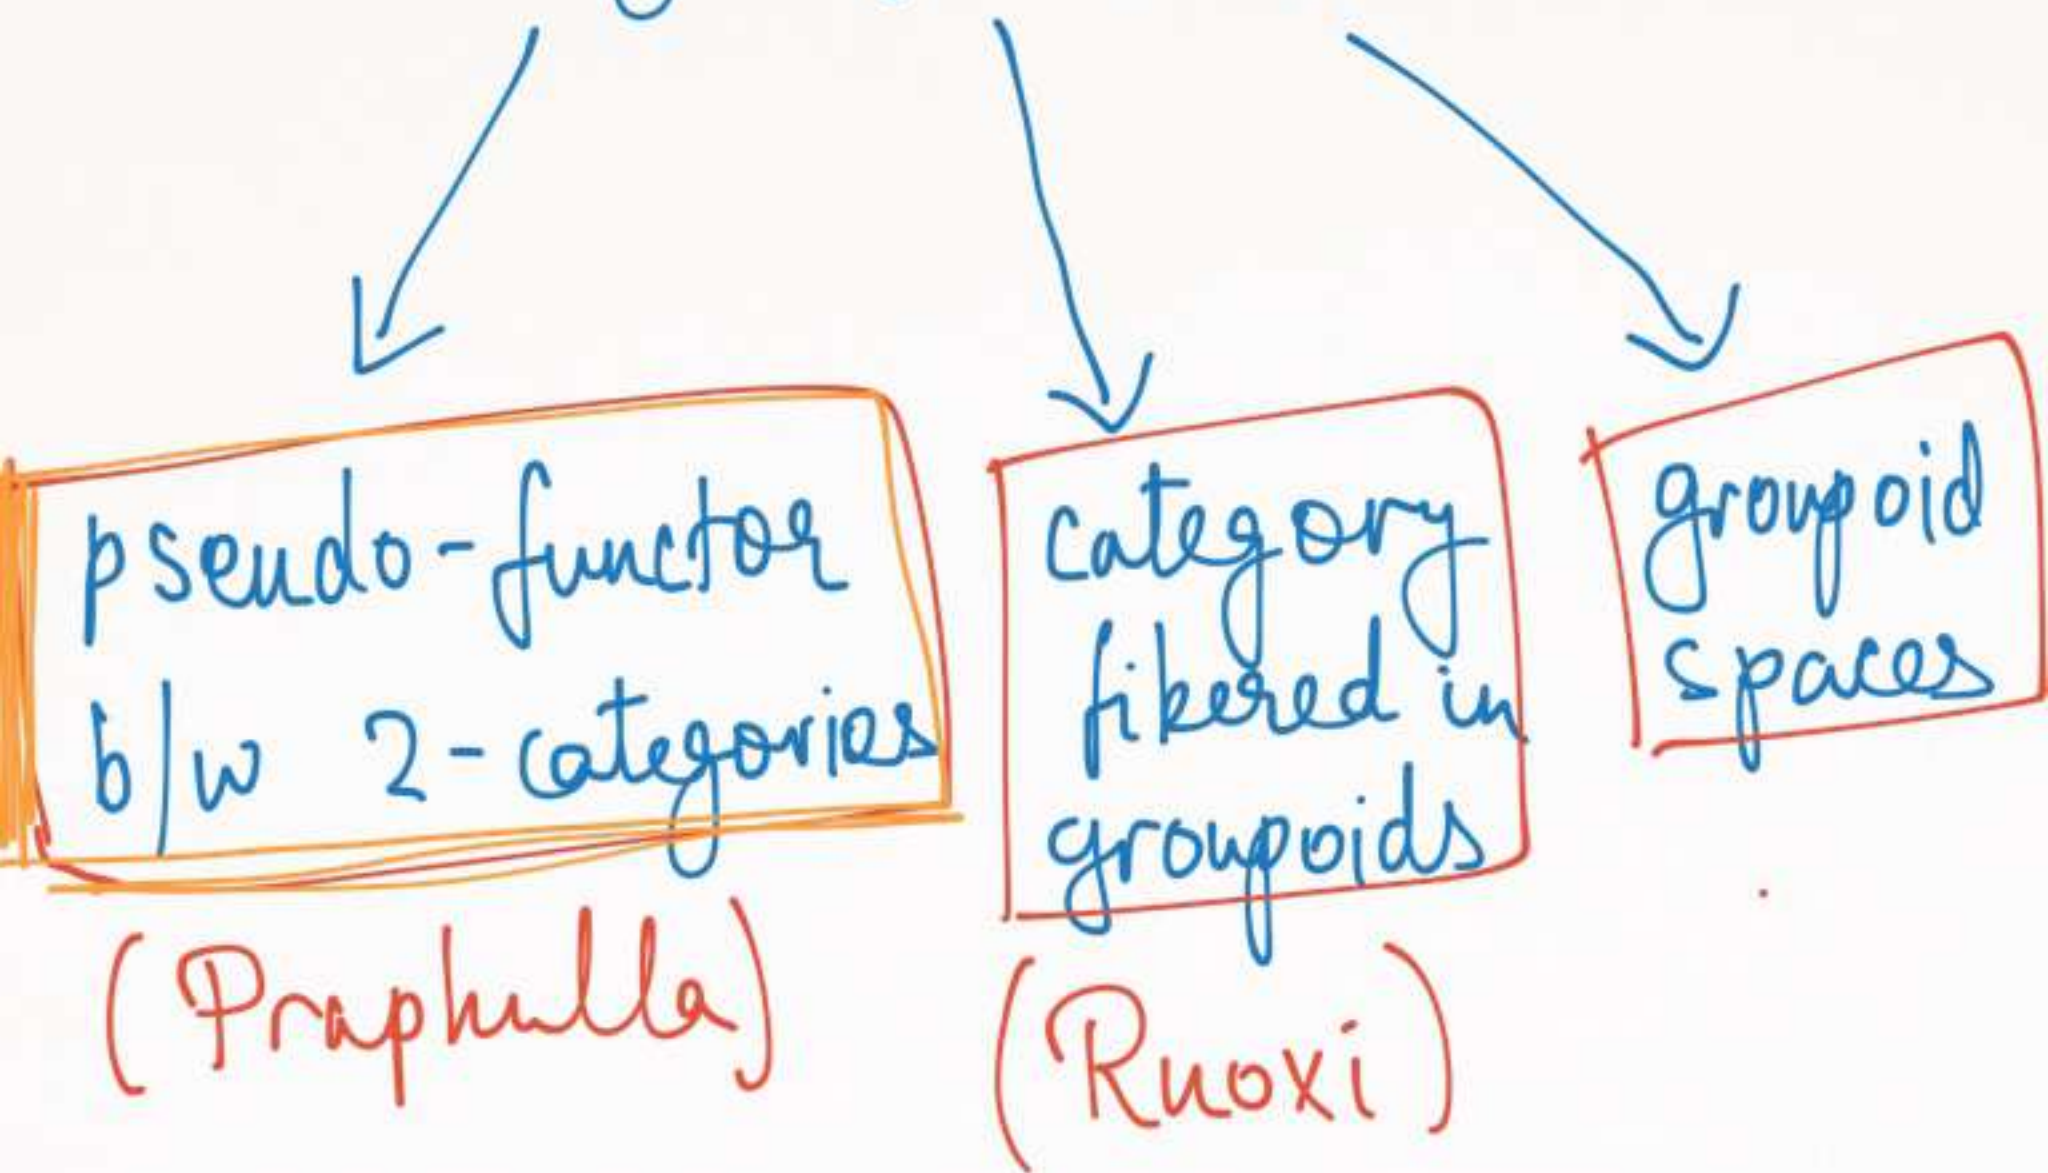 pseudo-functor
b/w 2-categories
(Praphulla)
category
fibered in
groupoids
(Ruoxi)
groupoid
spaces